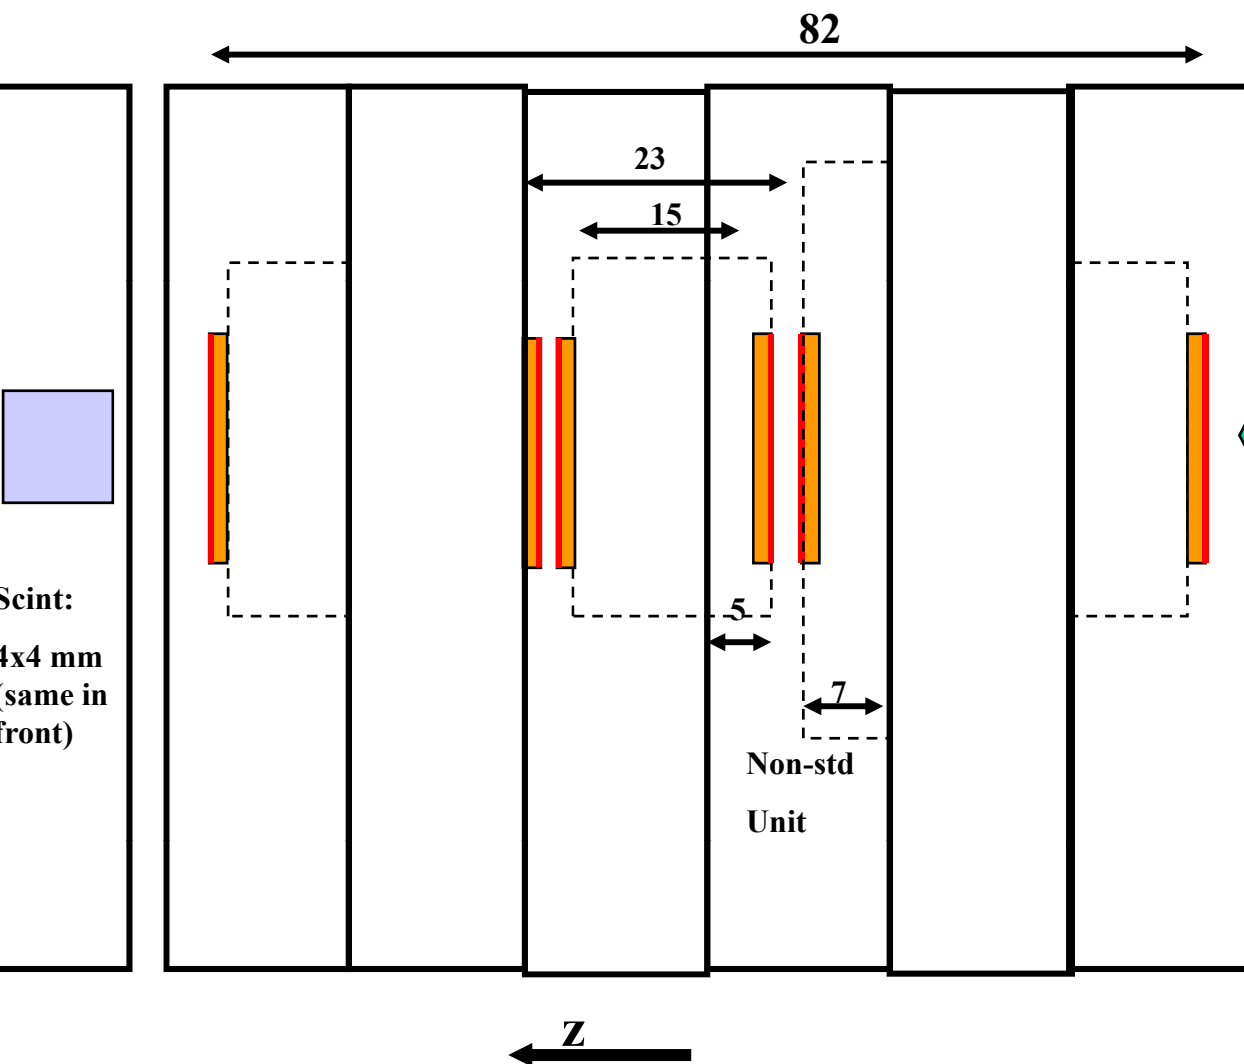 82
23
15
Scint:
4x4 mm
(same in
front)
5
7
Non-std
Unit
z